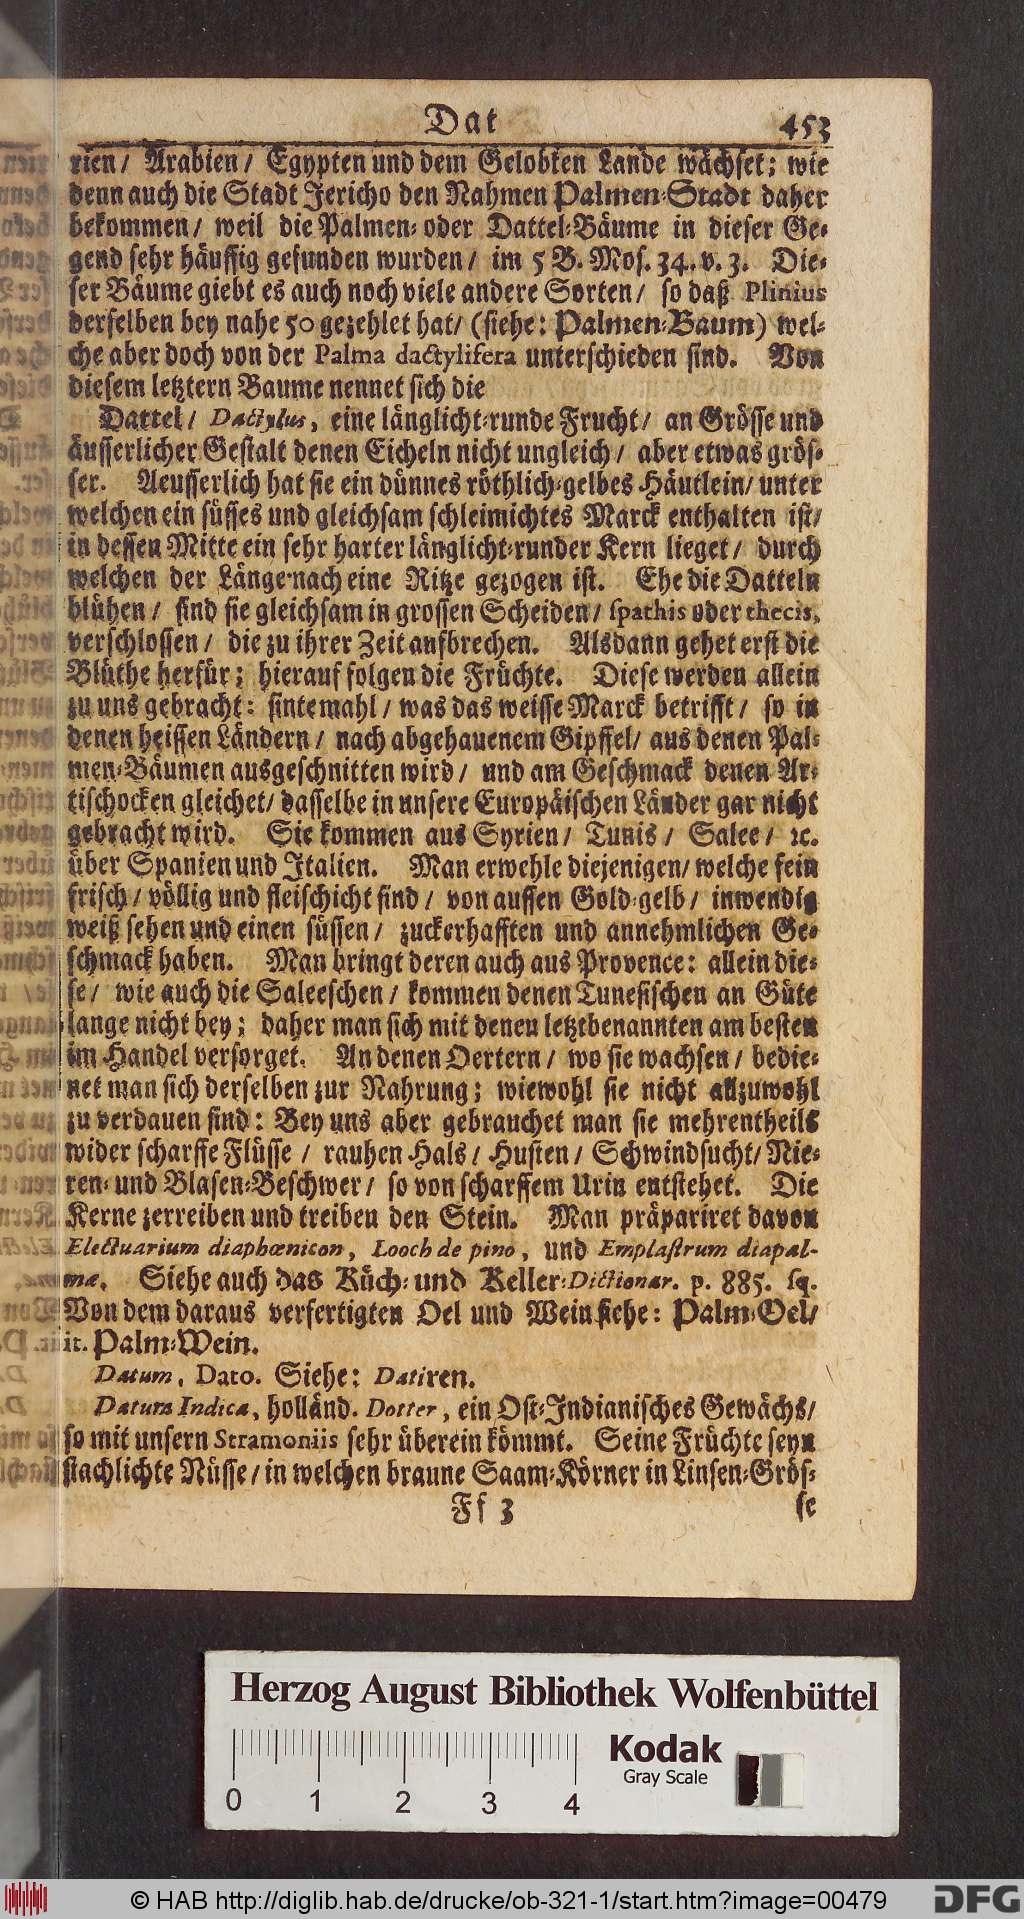 Dat 453
rien/ Arabien/ Egypten und dem Gelobten Lande wächset; wie
denn auch die Stadt Jericho den Nahmen Palmen-Stadt daher
bekommen/ weil die Palmen- oder Dattel-Bäume in dieser Ge-
gend sehr häuffig gefunden wurden/ im 5 B. Mos. 34. v. 3. Die-
ser Bäume giebt es auch noch viele andere Sorten/ so daß Plinius
derselben bey nahe 50 gezehlet hat/ (siehe: Palmen-Baum) wel-
che aber doch von der Palma dactylifera unterschieden sind. Von
diesem letztern Baume nennet sich die
Dattel/ Dactylus, eine länglicht-runde Frucht/ an Grösse und
äusserlicher Gestalt denen Eicheln nicht ungleich/ aber etwas grös-
ser. Aeusserlich hat sie ein dünnes röthlich-gelbes Häutlein/ unter
welchen ein süsses und gleichsam schleimichtes Marck enthalten ist/
in dessen Mitte ein sehr harter länglicht-runder Kern lieget/ durch
welchen der Länge nach eine Ritze gezogen ist. Ehe die Datteln
blühen/ sind sie gleichsam in grossen Scheiden/ spathis oder thecis,
verschlossen/ die zu ihrer Zeit aufbrechen. Alsdann gehet erst die
Blüthe herfür; hierauf folgen die Früchte. Diese werden allein
zu uns gebracht: sintemahl/ was das weisse Marck betrifft/ so in
denen heissen Ländern/ nach abgehauenem Gipffel/ aus denen Pal-
men-Bäumen ausgeschnitten wird/ und am Geschmack denen Ar-
tischocken gleichet/ dasselbe in unsere Europäischen Länder gar nicht
gebracht wird. Sie kommen aus Syrien/ Tunis/ Salee/ ꝛc.
über Spanien und Italien. Man erwehle diejenigen/ welche fein
frisch/ völlig und fleischicht sind/ von aussen Gold-gelb/ inwendig
weiß sehen und einen süssen/ zuckerhafften und annehmlichen Ge-
schmack haben. Man bringt deren auch aus Provence: allein die-
se/ wie auch die Saleeschen/ kommen denen Tunesischen an Güte
lange nicht bey; daher man sich mit denen letztbenannten am besten
im Handel versorget. An denen Oertern/ wo sie wachsen/ bedie-
net man sich derselben zur Nahrung; wiewohl sie nicht allzuwohl
zu verdauen sind: Bey uns aber gebrauchet man sie mehrentheils
wider scharffe Flüsse/ rauhen Hals/ Husten/ Schwindsucht/ Nie-
ren- und Blasen-Beschwer/ so von scharffem Urin entstehet. Die
Kerne zerreiben und treiben den Stein. Man präpariret davon
Electuarium diaphœnicon, Looch de pino, und Emplastrum diapal-
mæ. Siehe auch das Küch- und Keller-Dictionar. p. 885. sq.
Von dem daraus verfertigten Oel und Wein siehe: Palm-Oel/
it. Palm-Wein.
Datum, Dato. Siehe: Datiren.
Datura Indica, holländ. Dotter, ein Ost-Indianisches Gewächs/
so mit unsern Stramoniis sehr überein kömmt. Seine Früchte seyn
stachlichte Nüsse/ in welchen braune Saam-Körner in Linsen-Grös-
Ff 3 se
Herzog August Bibliothek Wolfenbüttel
Kodak
Gray Scale
0 1 2 3 4
© HAB http://diglib.hab.de/drucke/ob-321-1/start.htm?image=00479
DFG